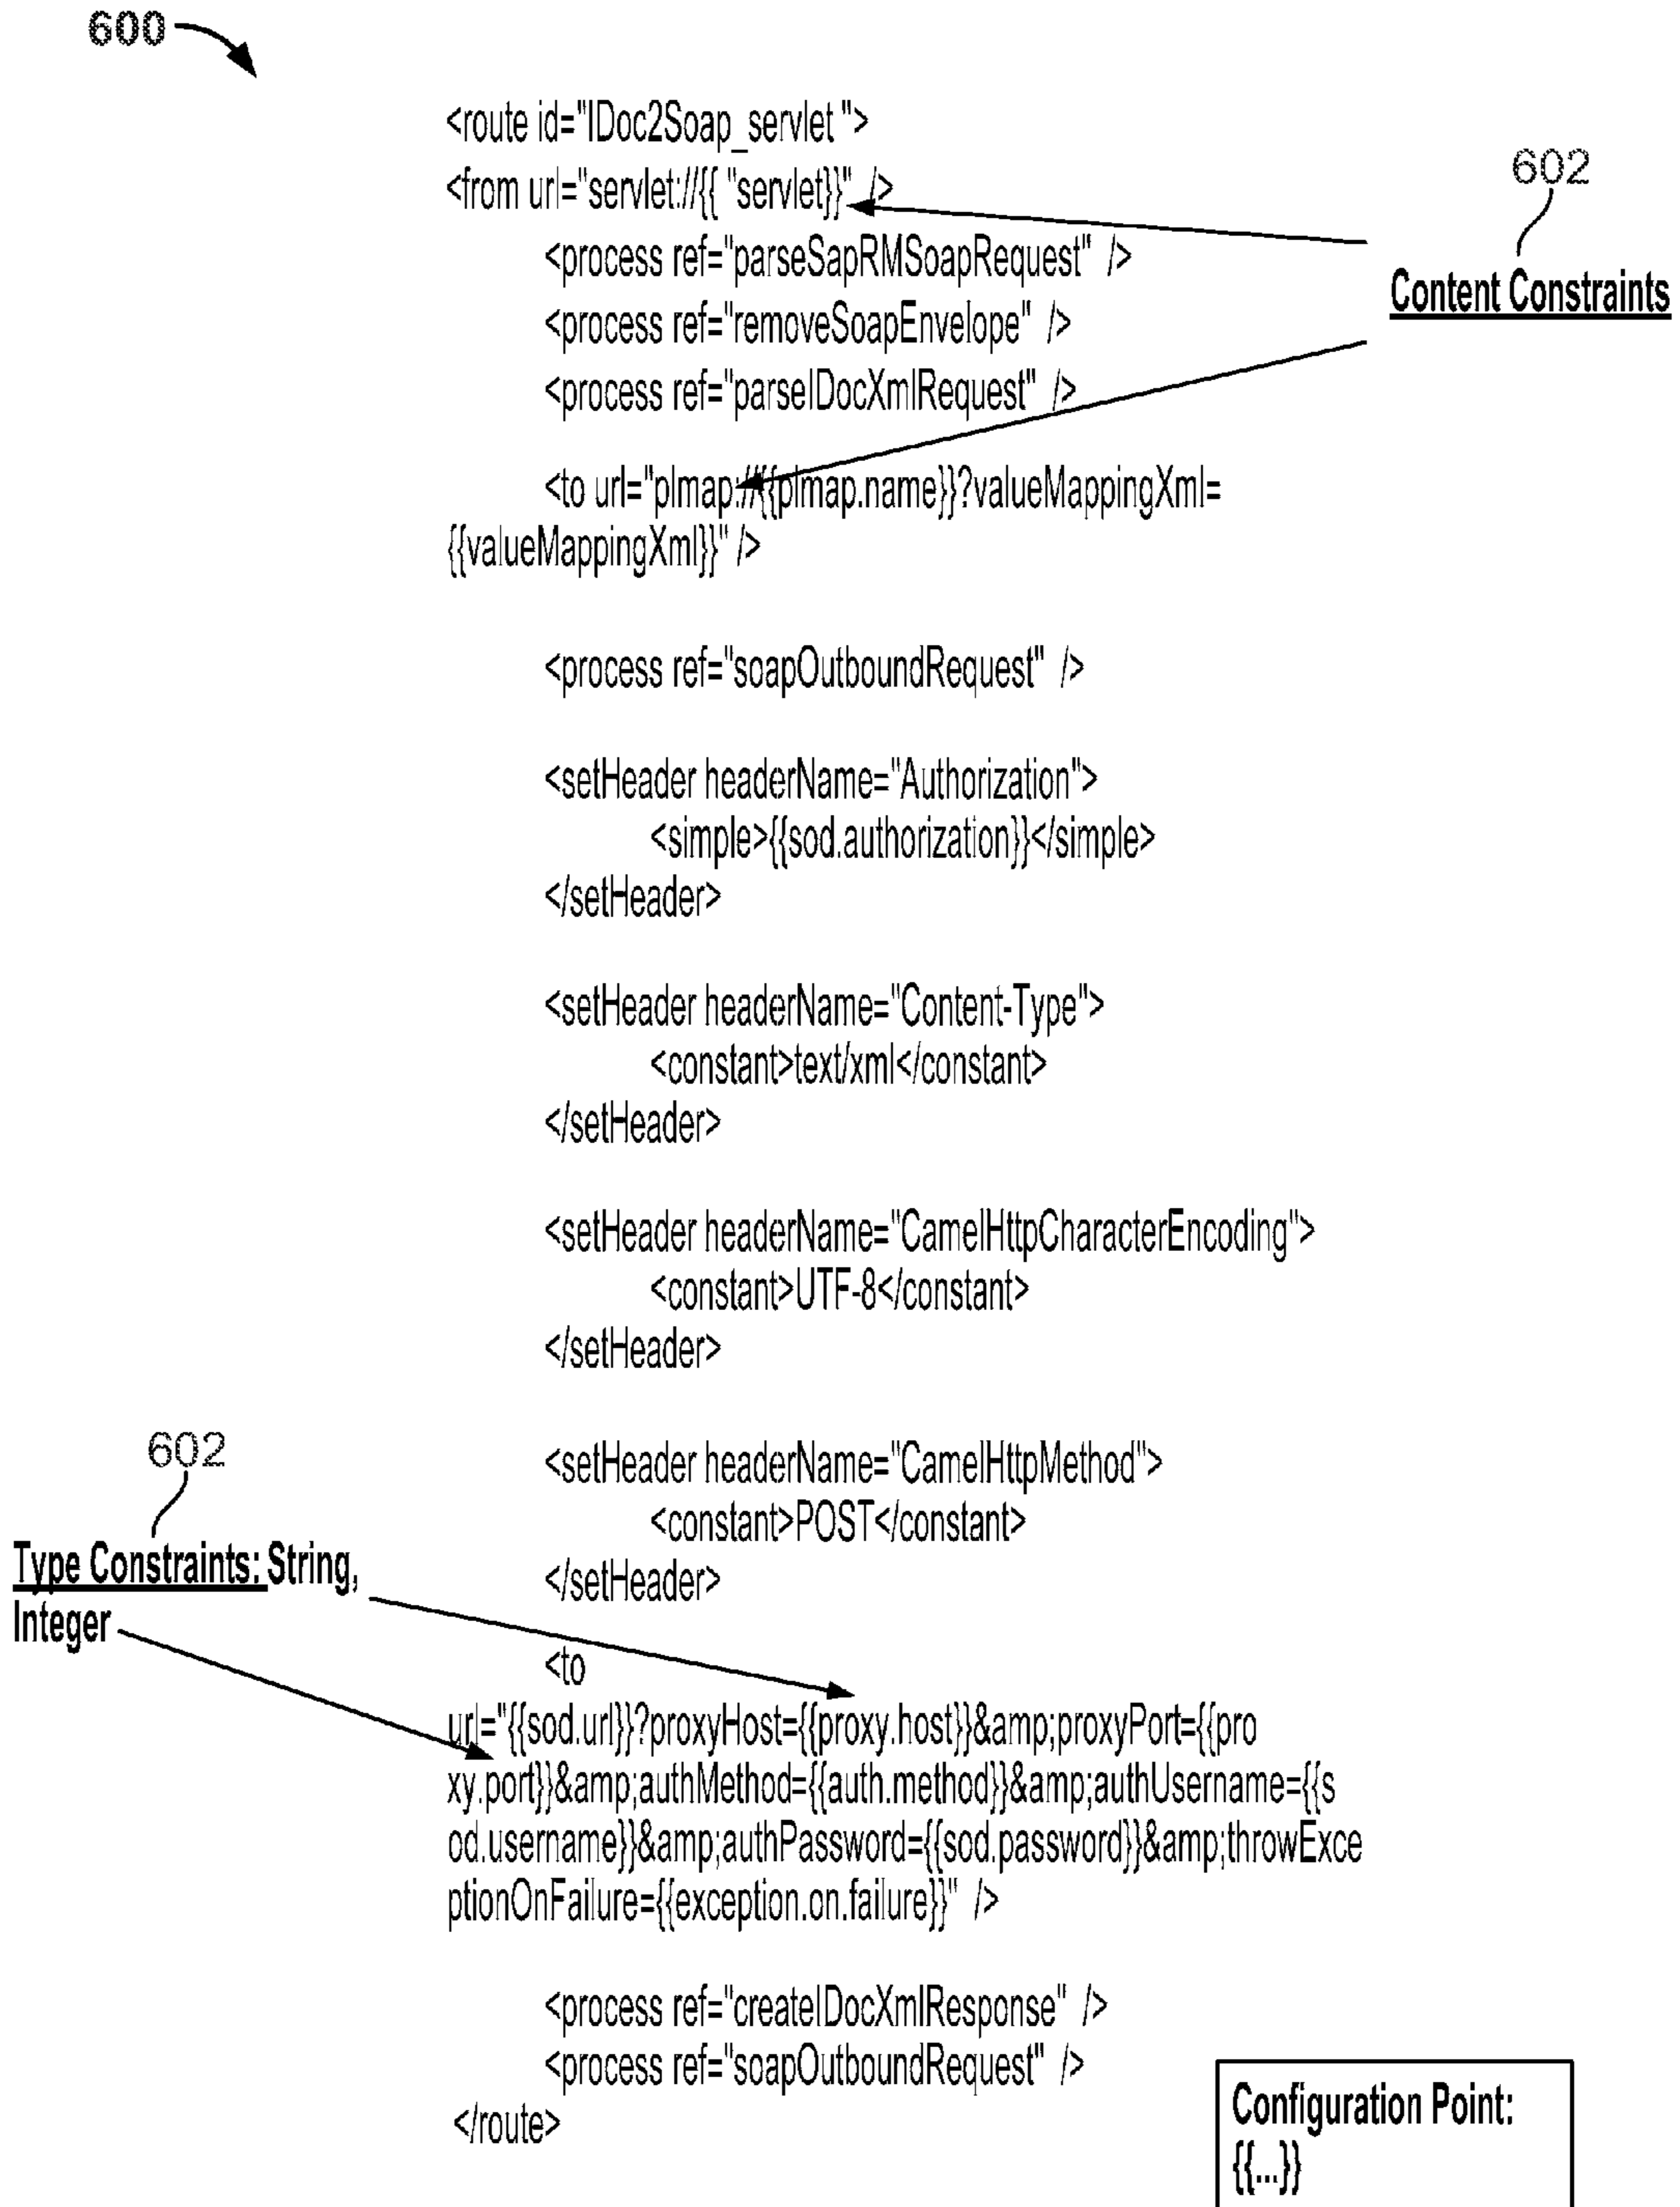 600
<route id="IDoc2Soap_servlet ">
<from url="servlet://{{ "servlet}}" />
<process ref="parseSapRMSoapRequest" />
<process ref="removeSoapEnvelope" />
<process ref="parseIDocXmlRequest" />
602
Content Constraints
<to url="plmap://{{plmap.name}}?valueMappingXml=
{{valueMappingXml}}" />
<process ref="soapOutboundRequest" />
<setHeader headerName="Authorization">
<simple>{{sod.authorization}}</simple>
</setHeader>
<setHeader headerName="Content-Type">
<constant>text/xml</constant>
</setHeader>
<setHeader headerName="CamelHttpCharacterEncoding">
<constant>UTF-8</constant>
</setHeader>
<setHeader headerName="CamelHttpMethod">
<constant>POST</constant>
</setHeader>
602
Type Constraints: String,
Integer
<to
url="{{sod.url}}?proxyHost={{proxy.host}}&amp;proxyPort={{pro
xy.port}}&amp;authMethod={{auth.method}}&amp;authUsername={{s
od.username}}&amp;authPassword={{sod.password}}&amp;throwExce
ptionOnFailure={{exception.on.failure}}" />
<process ref="createIDocXmlResponse" />
<process ref="soapOutboundRequest" />
</route>
Configuration Point:
{{...}}